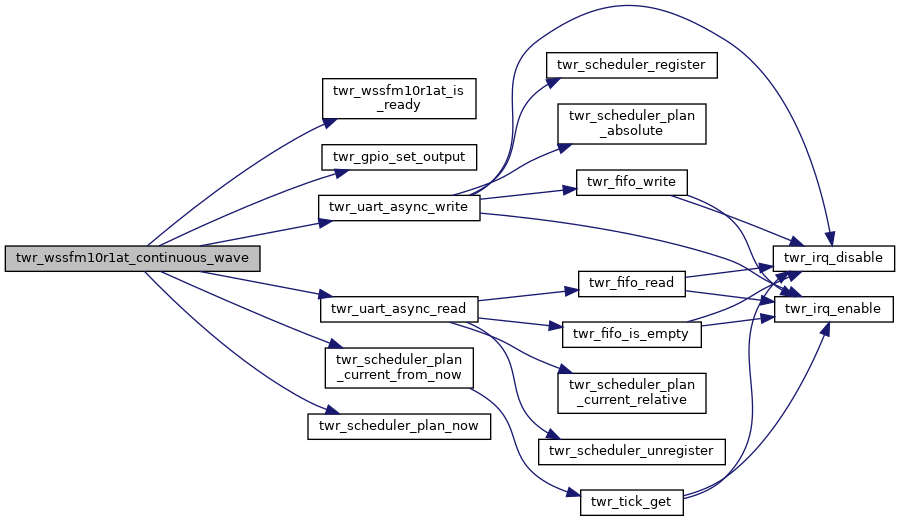 twr_wssfm10r1at_continuous_wave
twr_wssfm10r1at_is
_ready
twr_gpio_set_output
twr_uart_async_write
twr_uart_async_read
twr_scheduler_plan
_current_from_now
twr_scheduler_plan_now
twr_scheduler_register
twr_scheduler_plan
_absolute
twr_fifo_write
twr_fifo_read
twr_fifo_is_empty
twr_scheduler_plan
_current_relative
twr_scheduler_unregister
twr_tick_get
twr_irq_disable
twr_irq_enable